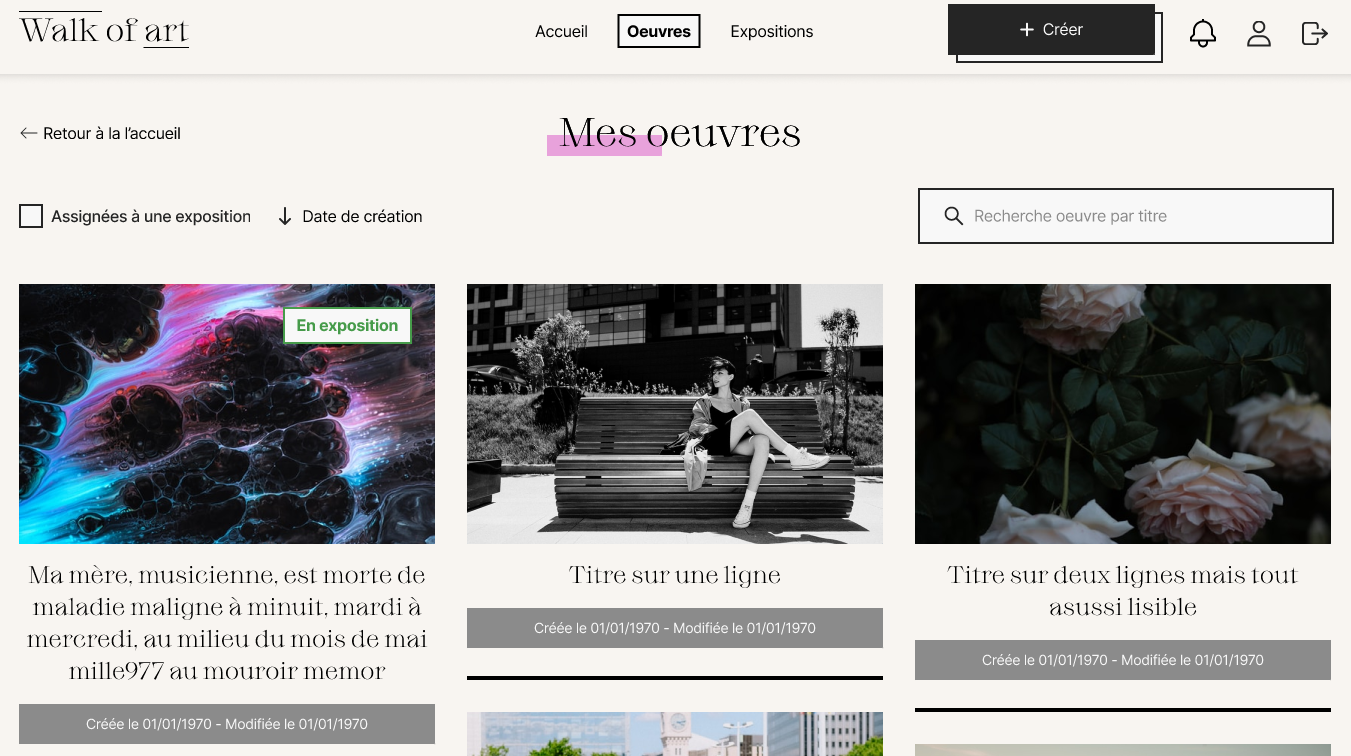 Walk of art
Accueil
Oeuvres
Expositions
+ Créer
← Retour à la l'accueil
Mes oeuvres
Assignées à une exposition
↓ Date de création
Recherche oeuvre par titre
En exposition
Ma mère, musicienne, est morte de
maladie maligne à minuit, mardi à
mercredi, au milieu du mois de mai
mille977 au mouroir memor
Créée le 01/01/1970 - Modifiée le 01/01/1970
Titre sur une ligne
Créée le 01/01/1970 - Modifiée le 01/01/1970
Titre sur deux lignes mais tout
asussi lisible
Créée le 01/01/1970 - Modifiée le 01/01/1970